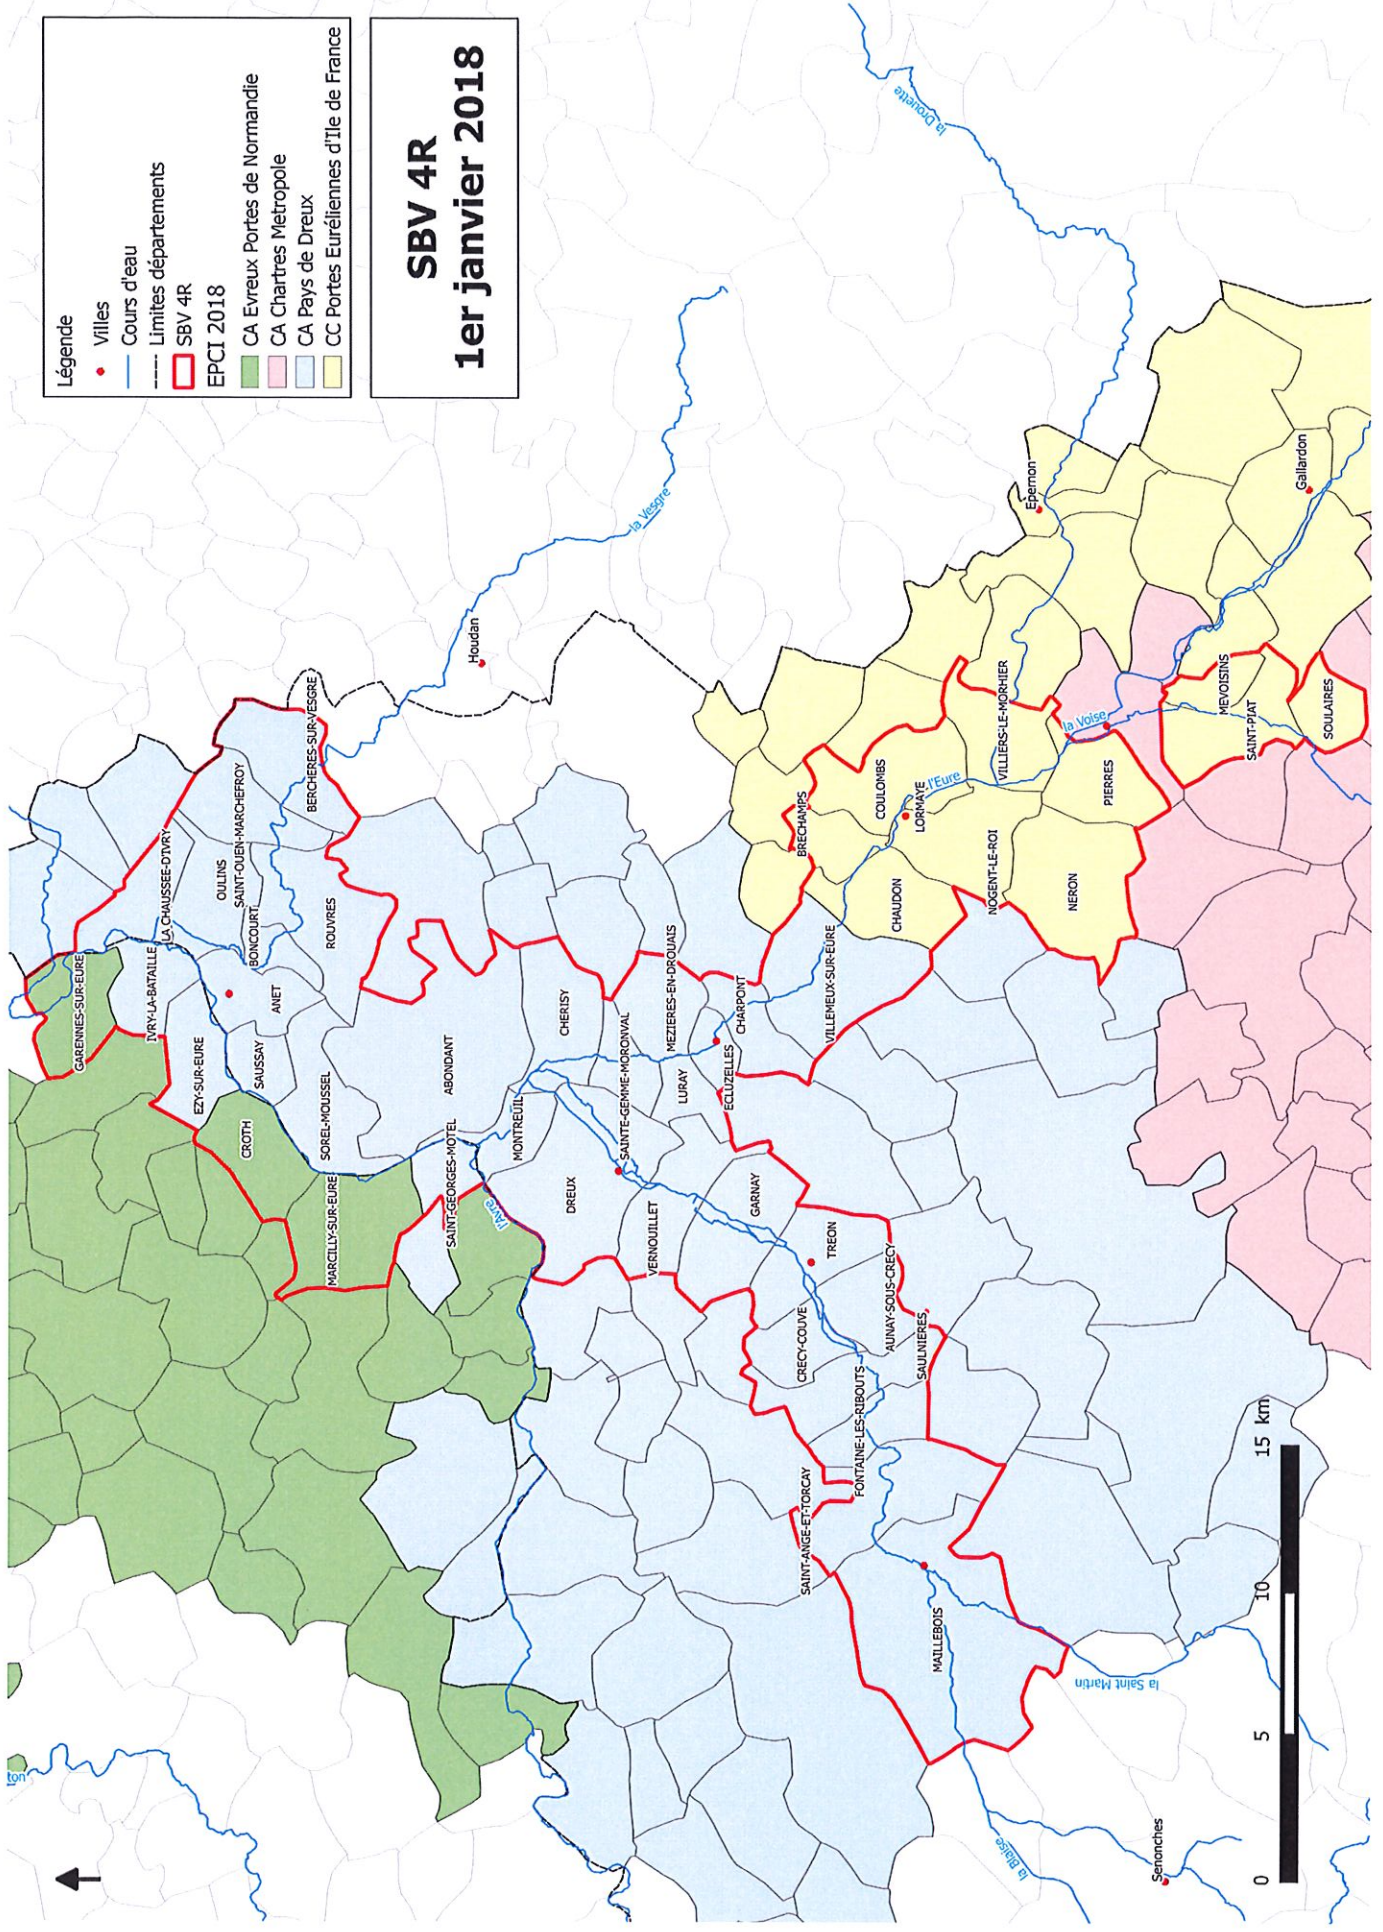 Légende
Villes
Cours d'eau
Limites départements
SBV 4R
EPCI 2018
CA Evreux Portes de Normandie
CA Chartres Metropole
CA Pays de Dreux
CC Portes Euréliennes d'Ile de France
SBV 4R
1er janvier 2018
GARENNES-SUR-EURE
IVRY-LA-BATAILLE
LA CHAUSSEE-D'IVRY
EZY-SUR-EURE
OULINS
SAINT-OUEN-MARCHEFROY
BONCOURT
BERCHERES-SUR-VESGRE
ANET
SAUSSAY
CROTH
ROUVRES
SOREL-MOUSSEL
MARCILLY-SUR-EURE
ABONDANT
SAINT-GEORGES-MOTEL
l'Avre
Houdan
la Vesgre
la Drouette
MONTREUIL
CHERISY
DREUX
SAINTE-GEMME-MORONVAL
MEZIERES-EN-DROUAIS
LURAY
VERNOUILLET
ECLUZELLES
CHARPONT
GARNAY
BRECHAMPS
VILLEMEUX-SUR-EURE
TREON
CRECY-COUVE
AUNAY-SOUS-CRECY
SAULNIERES
FONTAINE-LES-RIBOUTS
SAINT-ANGE-ET-TORCAY
MAILLEBOIS
COULOMBS
LORMAYE
l'Eure
CHAUDON
NOGENT-LE-ROI
VILLIERS-LE-MORHIER
Epernon
NERON
PIERRES
la Voise
MEVOISINS
SAINT-PIAT
SOULAIRES
Gallardon
la Saint Martin
la Blaise
Senonches
ton
0
5
10
15 km